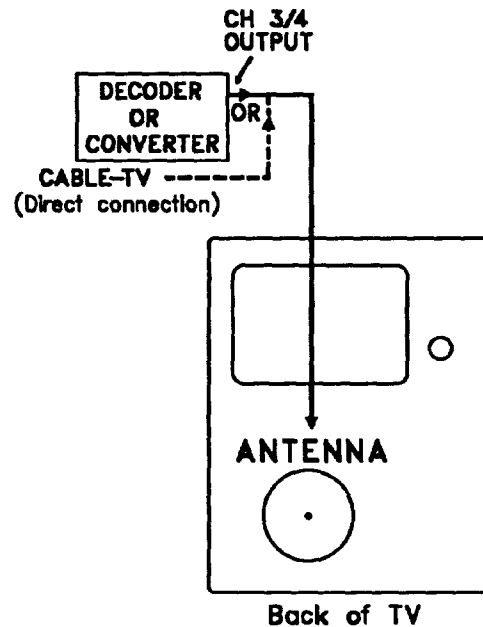 CH 3/4
OUTPUT
DECODER
OR
CONVERTER
OR
CABLE-TV
(Direct connection)
ANTENNA
Back of TV